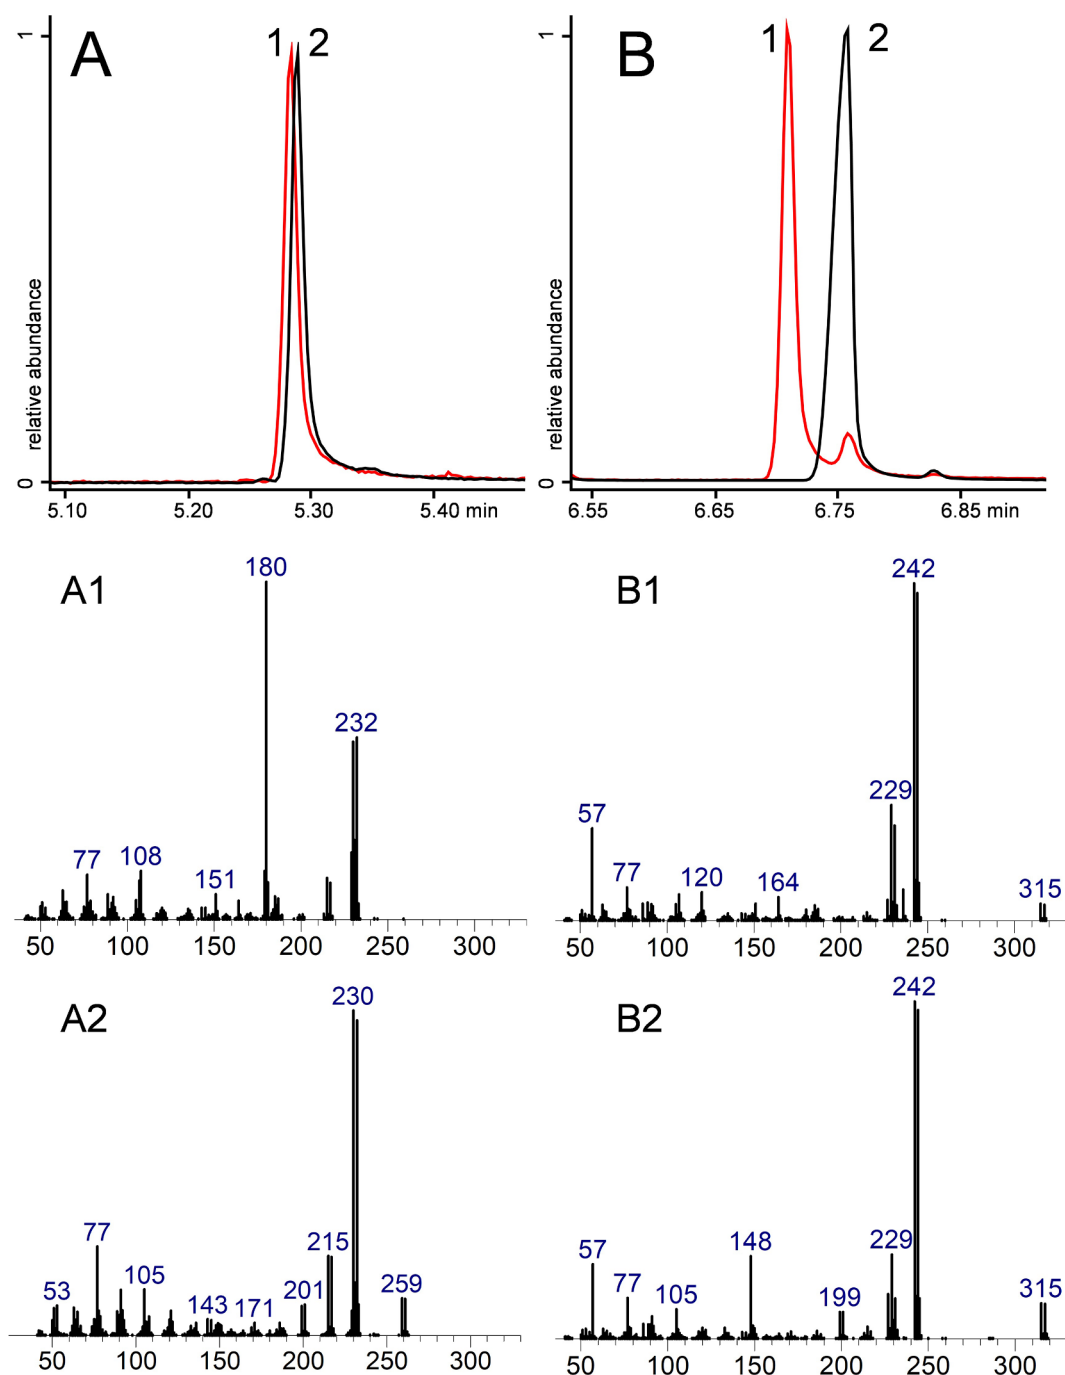 A
1 2
1
relative abundance
0
5.10 5.20 5.30 5.40 min
B
1 2
1
relative abundance
0
6.55 6.65 6.75 6.85 min
A1
180
232
77 108
151
50 100 150 200 250 300
B1
242
229
57
77 120 164
315
50 100 150 200 250 300
A2
230
77
215
53 105
143 171 201 259
50 100 150 200 250 300
B2
242
57
148
229
77 105
199
315
50 100 150 200 250 300